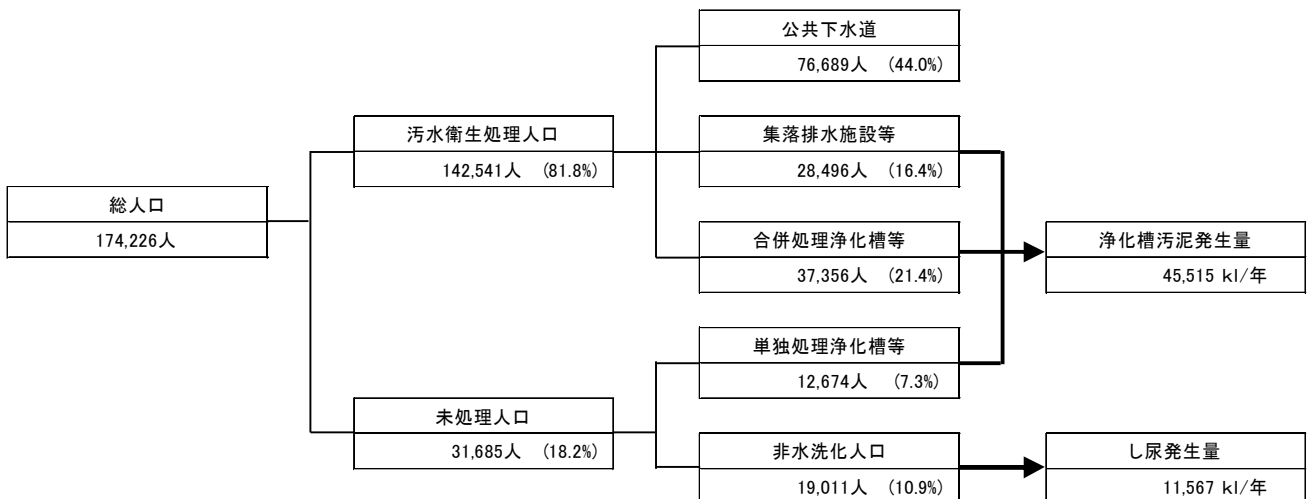 総人口
174,226人
汚水衛生処理人口
142,541人 (81.8%)
未処理人口
31,685人 (18.2%)
公共下水道
76,689人 (44.0%)
集落排水施設等
28,496人 (16.4%)
合併処理浄化槽等
37,356人 (21.4%)
単独処理浄化槽等
12,674人 (7.3%)
非水洗化人口
19,011人 (10.9%)
浄化槽汚泥発生量
45,515 kl/年
し尿発生量
11,567 kl/年